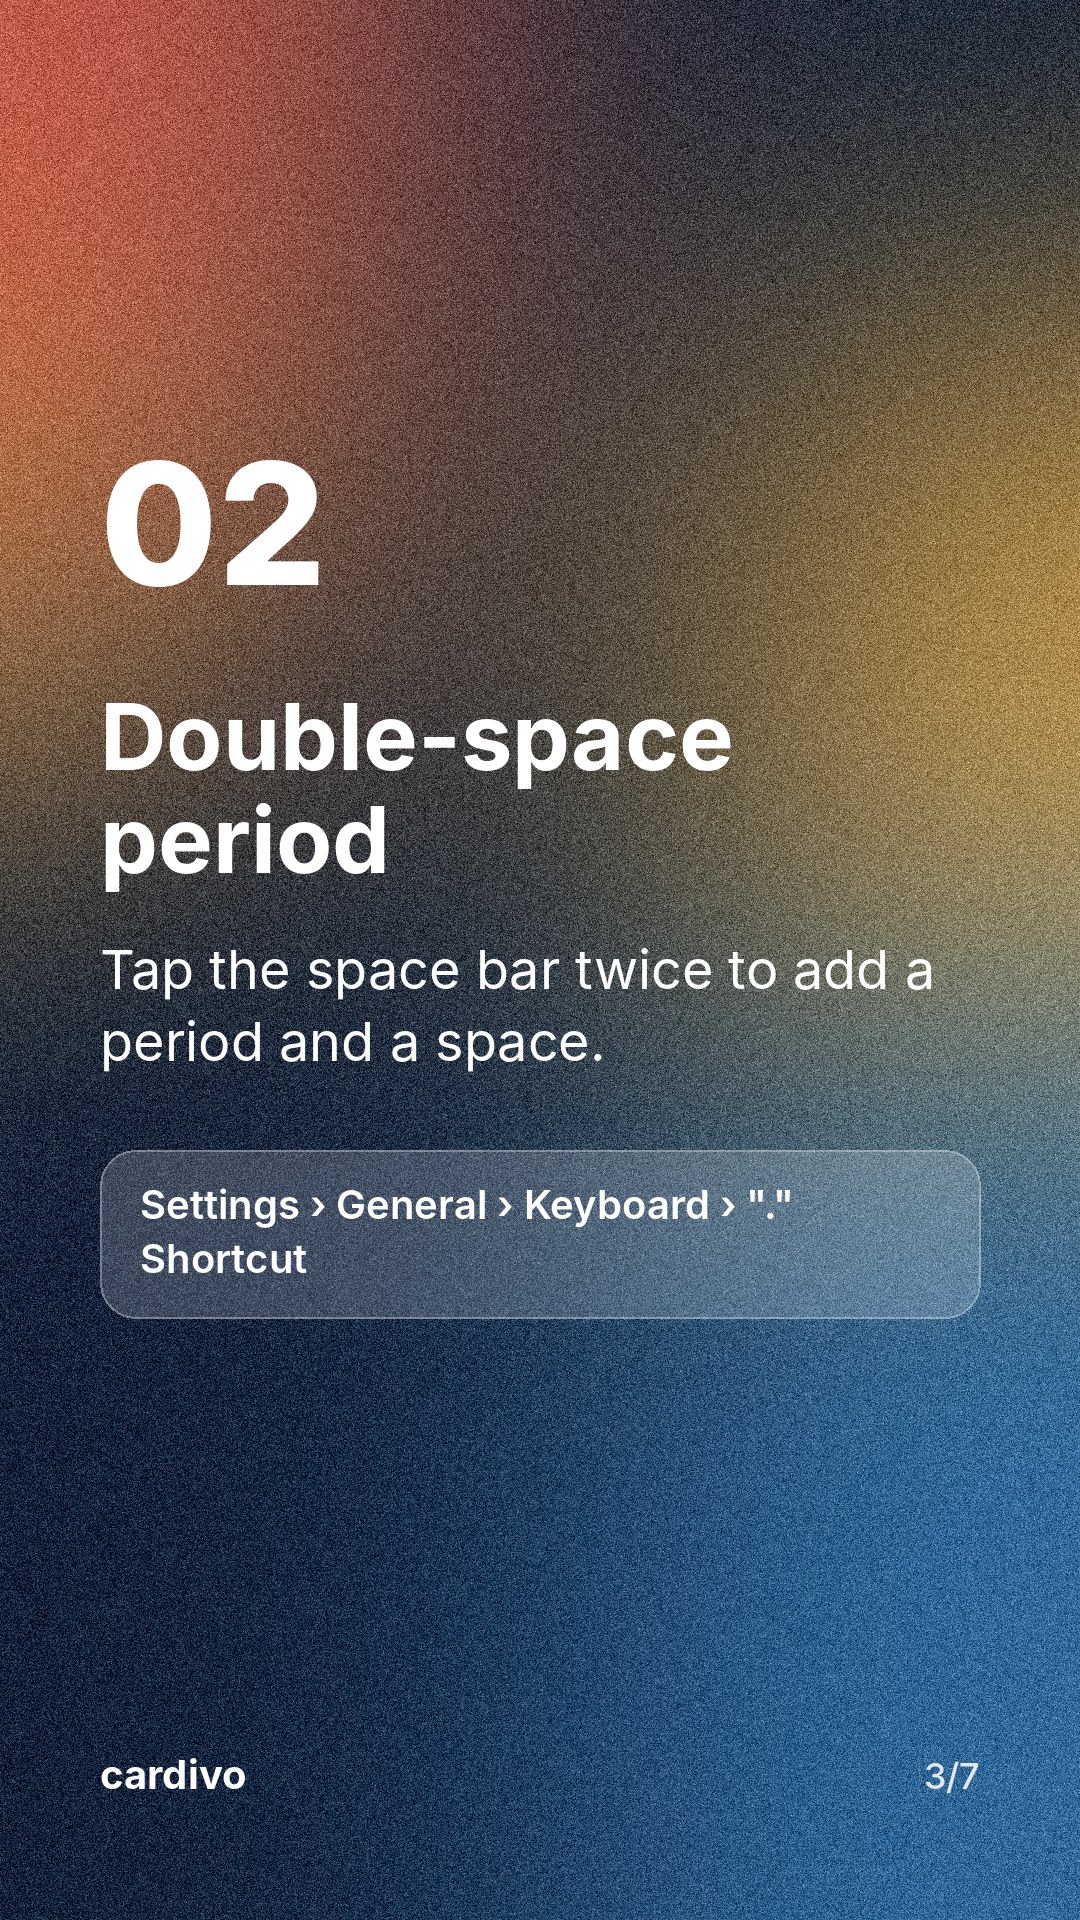 02
Double-space
period
Tap the space bar twice to add a
period and a space.
Settings › General › Keyboard › "."
Shortcut
cardivo
3/7